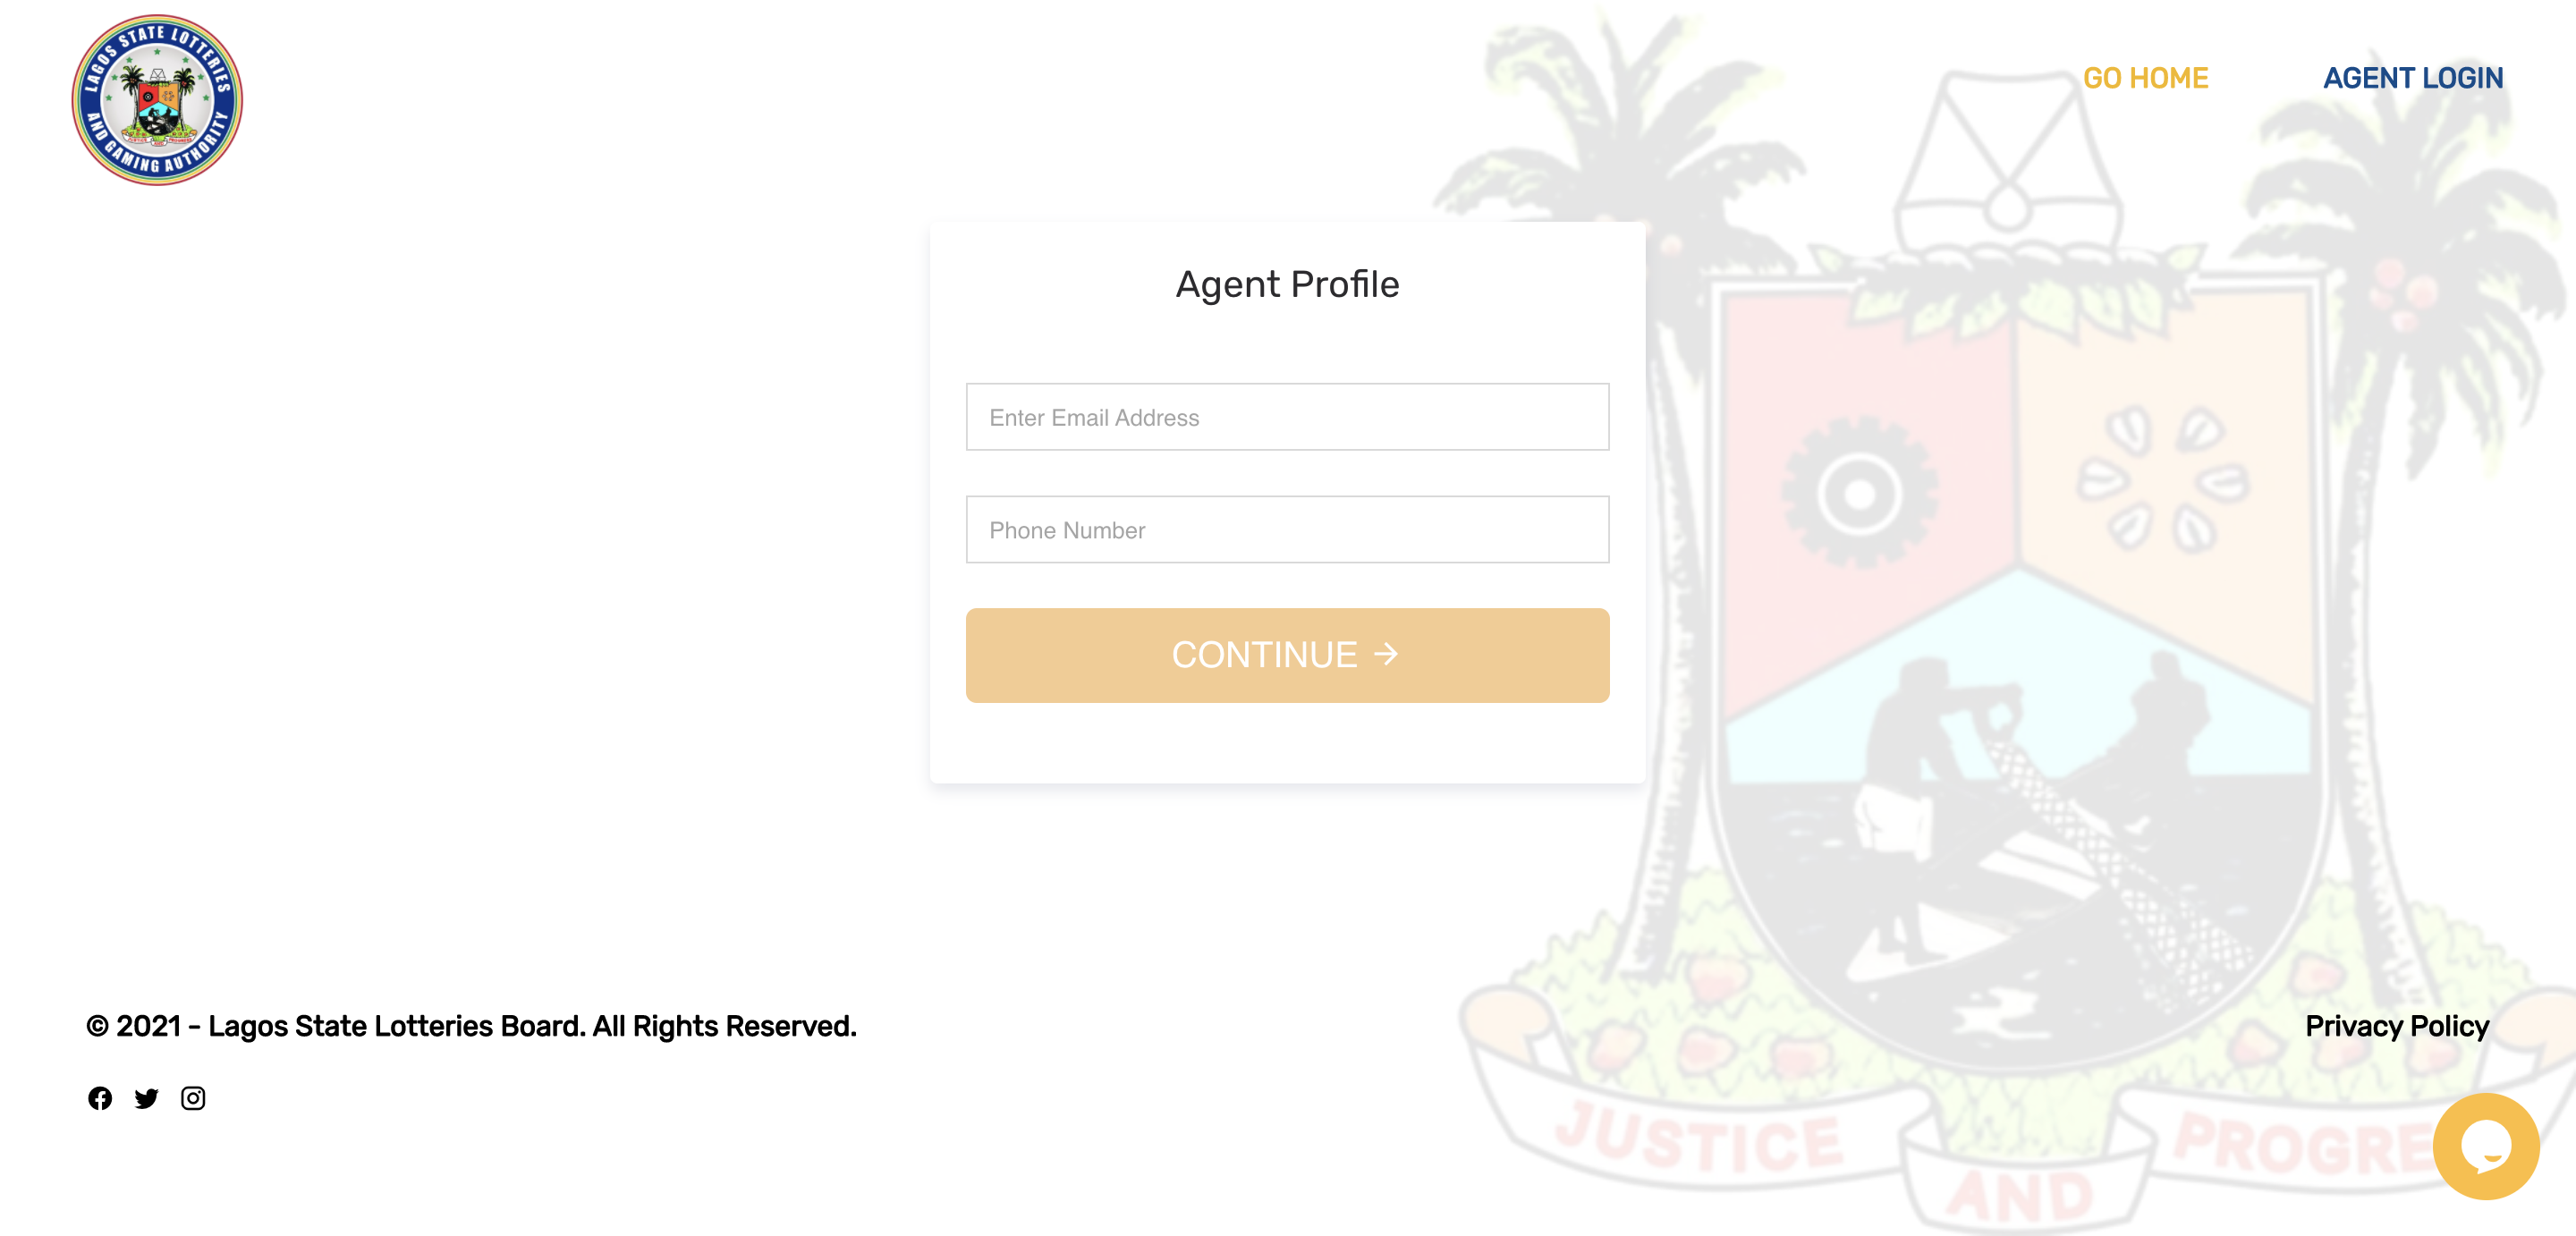 LAGOS STATE LOTTERIES
AND GAMING AUTHORITY
GO HOME
AGENT LOGIN
Agent Profile
Enter Email Address
Phone Number
CONTINUE →
© 2021 - Lagos State Lotteries Board. All Rights Reserved.
Privacy Policy
JUSTICE
AND
PROGRE